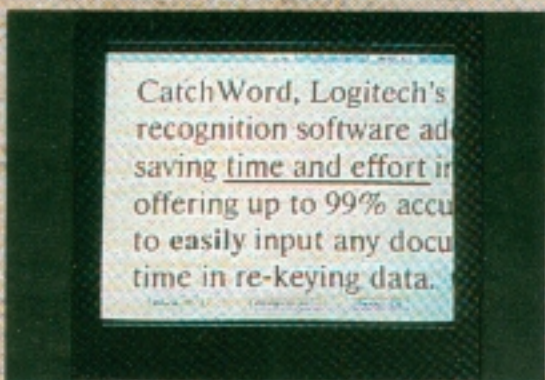 CatchWord, Logitech's
recognition software ad
saving time and effort in
offering up to 99% accu
to easily input any docu
time in re-keying data.